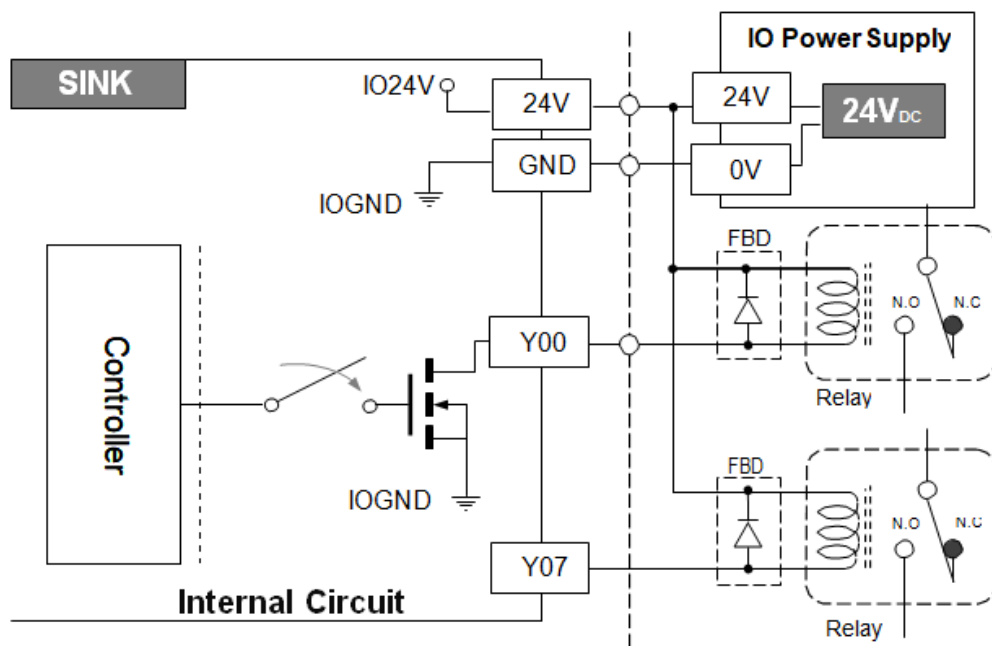 SINK
IO24V
24V
GND
IOGND
IO Power Supply
24V
24VDC
0V
FBD
N.O
N.C
Relay
Controller
Y00
IOGND
FBD
N.O
N.C
Relay
Y07
Internal Circuit